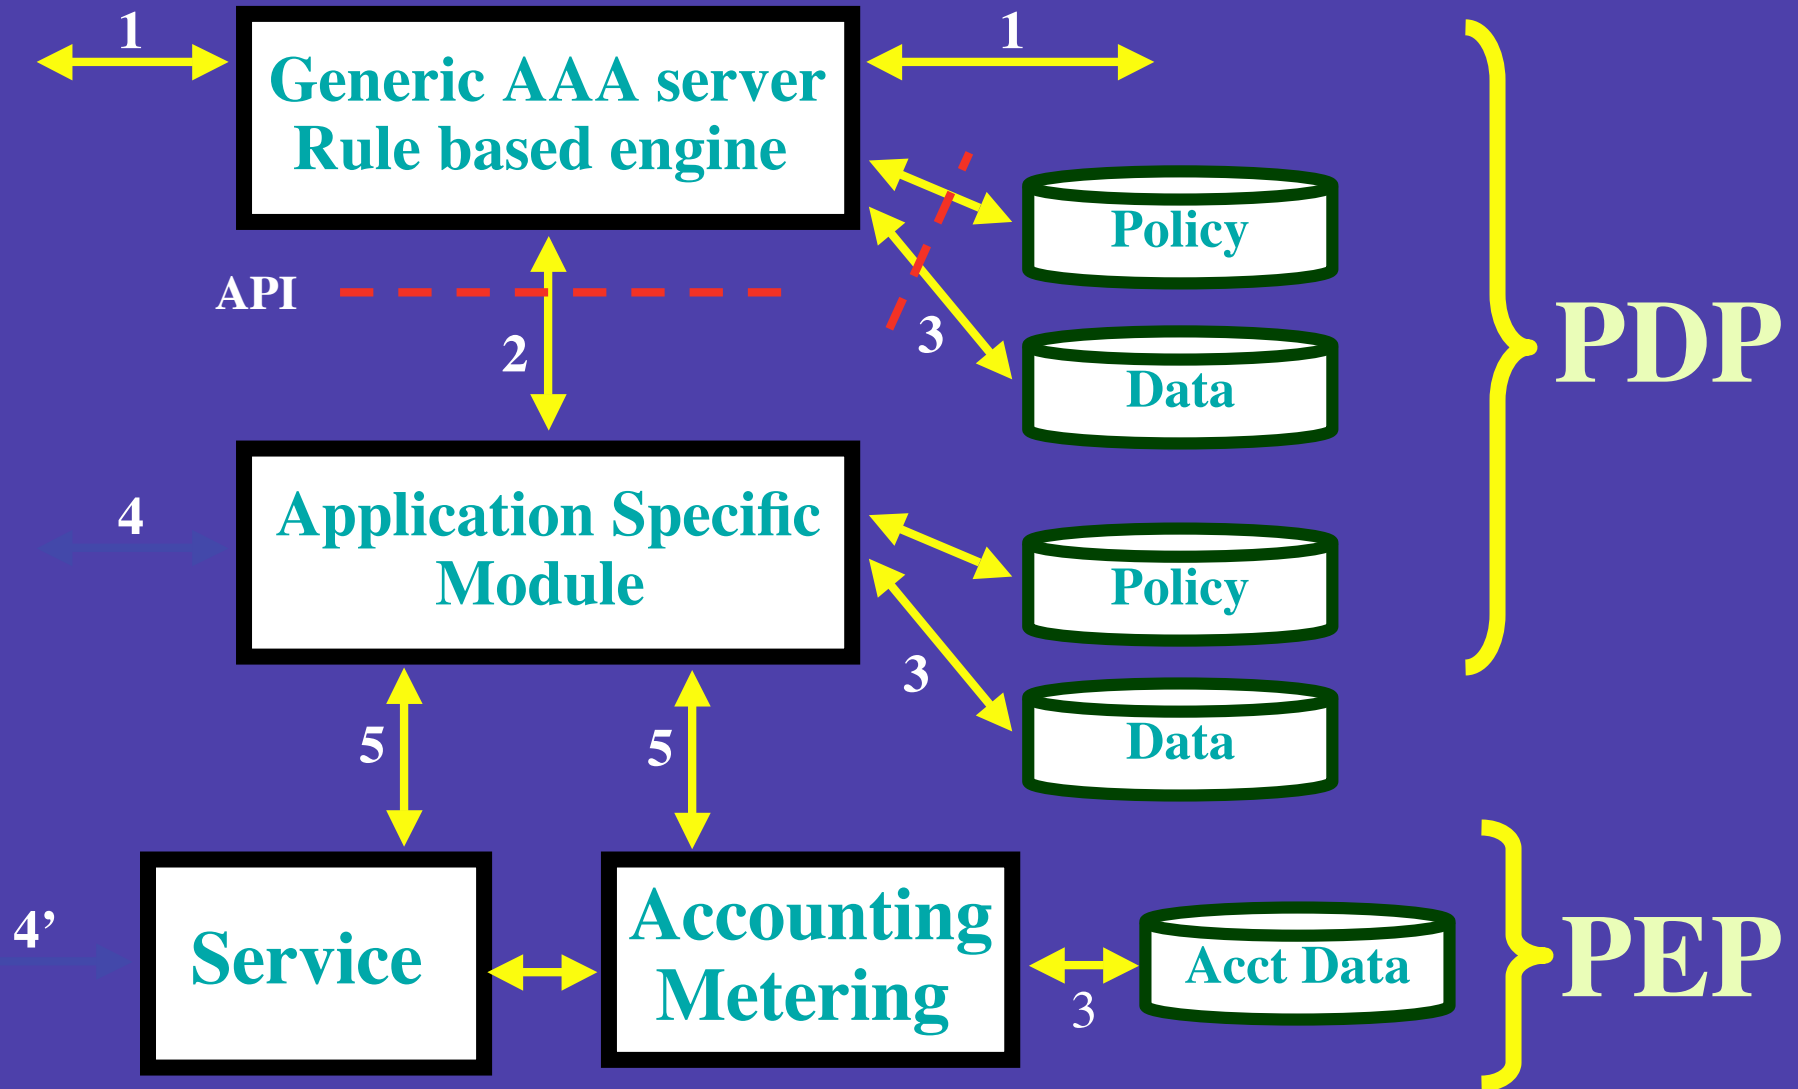 1
1
Generic AAA server
Rule based engine
Policy
API
3
2
Data
PDP
4
Application Specific
Module
Policy
3
Data
5
5
4’
Service
Accounting
Metering
3
Acct Data
PEP